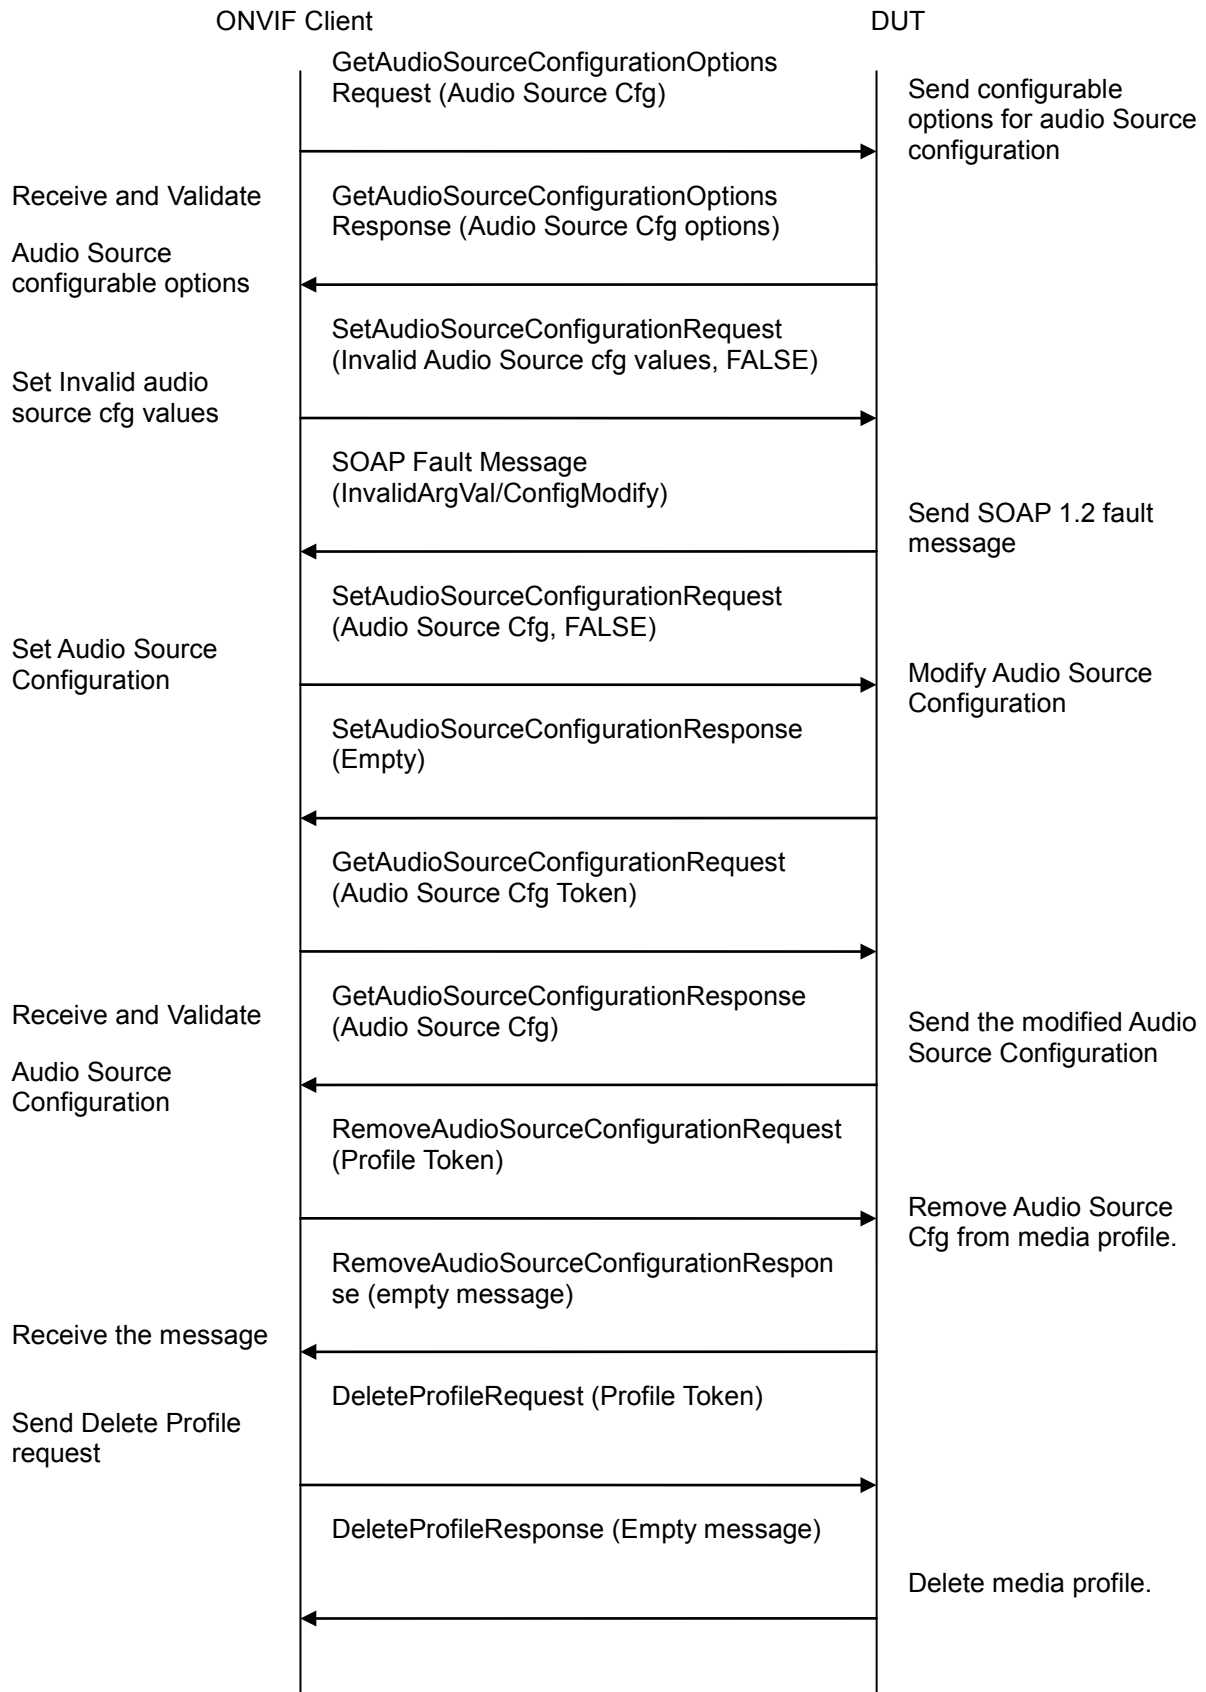 ONVIF Client
DUT
GetAudioSourceConfigurationOptions
Request (Audio Source Cfg)
Send configurable
options for audio Source
configuration
Receive and Validate
Audio Source
configurable options
GetAudioSourceConfigurationOptions
Response (Audio Source Cfg options)
SetAudioSourceConfigurationRequest
(Invalid Audio Source cfg values, FALSE)
Set Invalid audio
source cfg values
SOAP Fault Message
(InvalidArgVal/ConfigModify)
Send SOAP 1.2 fault
message
SetAudioSourceConfigurationRequest
(Audio Source Cfg, FALSE)
Set Audio Source
Configuration
Modify Audio Source
Configuration
SetAudioSourceConfigurationResponse
(Empty)
GetAudioSourceConfigurationRequest
(Audio Source Cfg Token)
GetAudioSourceConfigurationResponse
(Audio Source Cfg)
Receive and Validate
Audio Source
Configuration
Send the modified Audio
Source Configuration
RemoveAudioSourceConfigurationRequest
(Profile Token)
Remove Audio Source
Cfg from media profile.
RemoveAudioSourceConfigurationRespon
se (empty message)
Receive the message
DeleteProfileRequest (Profile Token)
Send Delete Profile
request
DeleteProfileResponse (Empty message)
Delete media profile.